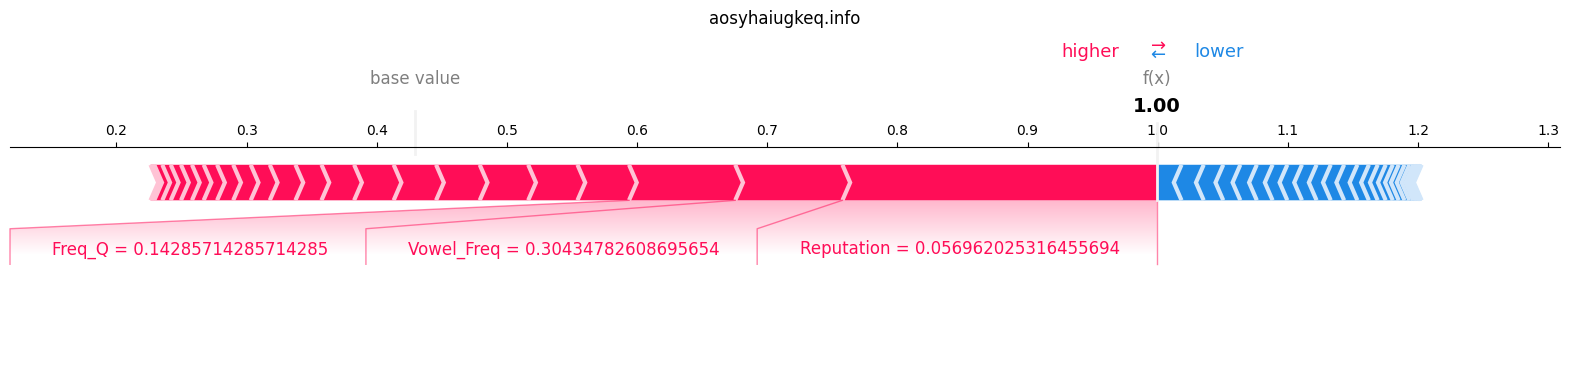 aosyhaiugkeq.info
higher → ← lower
base value f(x)
1.00
0.2 0.3 0.4 0.5 0.6 0.7 0.8 0.9 1.0 1.1 1.2 1.3
Freq_Q = 0.14285714285714285 Vowel_Freq = 0.30434782608695654 Reputation = 0.056962025316455694